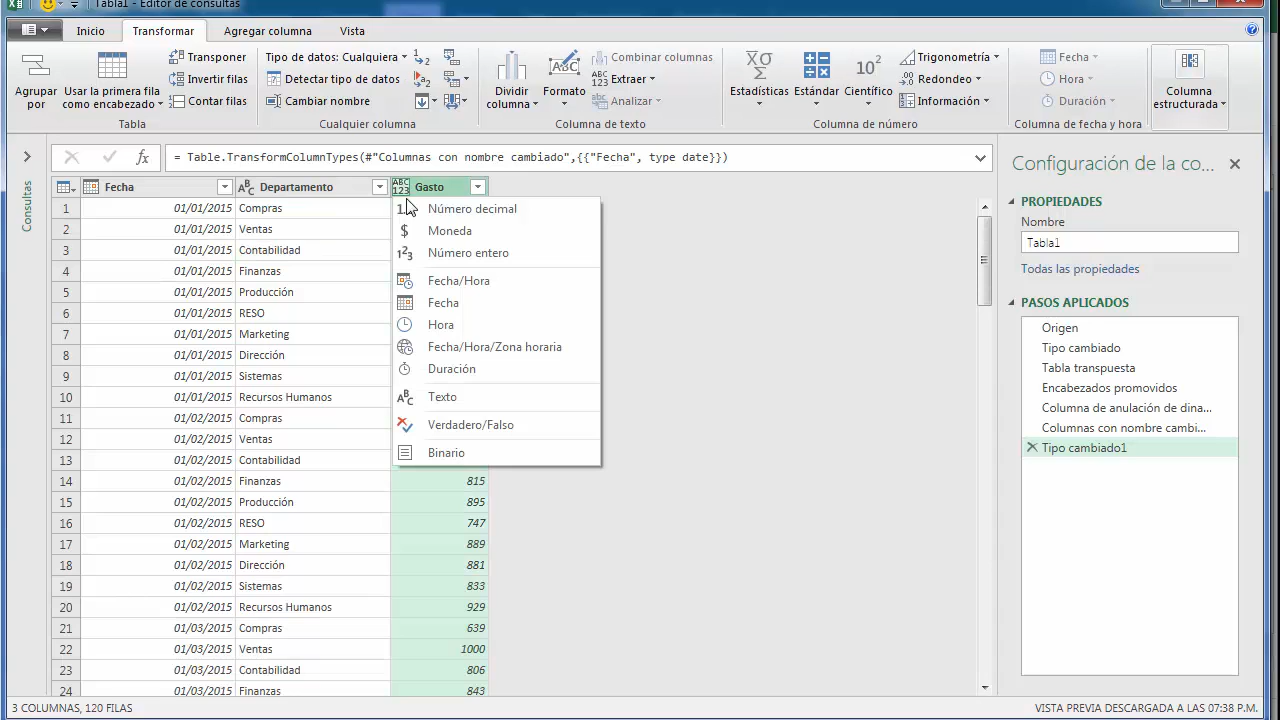 Tabla1 - Editor de consultas
Inicio Transformar Agregar columna Vista
Agrupar por
Usar la primera fila como encabezado
Transponer
Invertir filas
Contar filas
Tabla
Tipo de datos: Cualquiera
Detectar tipo de datos
Cambiar nombre
Cualquier columna
Dividir columna
Formato
Combinar columnas
Extraer
Analizar
Columna de texto
Estadísticas
Estándar
Científico
Trigonometría
Redondeo
Información
Columna de número
Fecha
Hora
Duración
Columna de fecha y hora
Columna estructurada
Consultas
= Table.TransformColumnTypes(#"Columnas con nombre cambiado",{{"Fecha", type date}})
Fecha Departamento Gasto
1 01/01/2015 Compras
2 01/01/2015 Ventas
3 01/01/2015 Contabilidad
4 01/01/2015 Finanzas
5 01/01/2015 Producción
6 01/01/2015 RESO
7 01/01/2015 Marketing
8 01/01/2015 Dirección
9 01/01/2015 Sistemas
10 01/01/2015 Recursos Humanos
11 01/02/2015 Compras
12 01/02/2015 Ventas
13 01/02/2015 Contabilidad
14 01/02/2015 Finanzas 815
15 01/02/2015 Producción 895
16 01/02/2015 RESO 747
17 01/02/2015 Marketing 889
18 01/02/2015 Dirección 881
19 01/02/2015 Sistemas 833
20 01/02/2015 Recursos Humanos 929
21 01/03/2015 Compras 639
22 01/03/2015 Ventas 1000
23 01/03/2015 Contabilidad 806
24 01/03/2015 Finanzas 843
Número decimal
Moneda
Número entero
Fecha/Hora
Fecha
Hora
Fecha/Hora/Zona horaria
Duración
Texto
Verdadero/Falso
Binario
Configuración de la co...
PROPIEDADES
Nombre
Tabla1
Todas las propiedades
PASOS APLICADOS
Origen
Tipo cambiado
Tabla transpuesta
Encabezados promovidos
Columna de anulación de dina...
Columnas con nombre cambi...
Tipo cambiado1
3 COLUMNAS, 120 FILAS
VISTA PREVIA DESCARGADA A LAS 07:38 P.M.